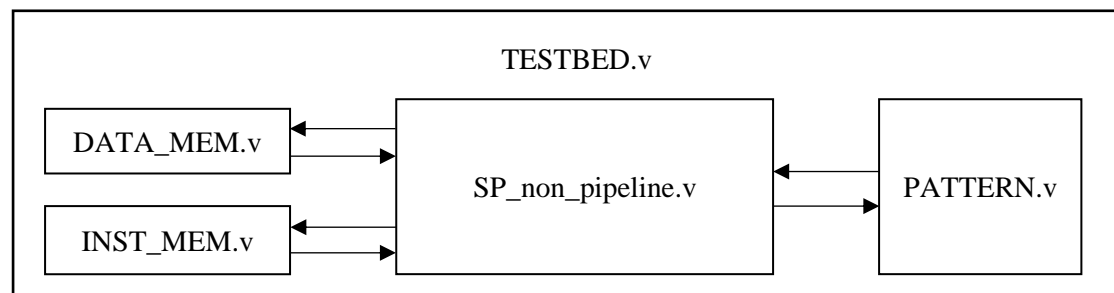 TESTBED.v
DATA_MEM.v
SP_non_pipeline.v
PATTERN.v
INST_MEM.v